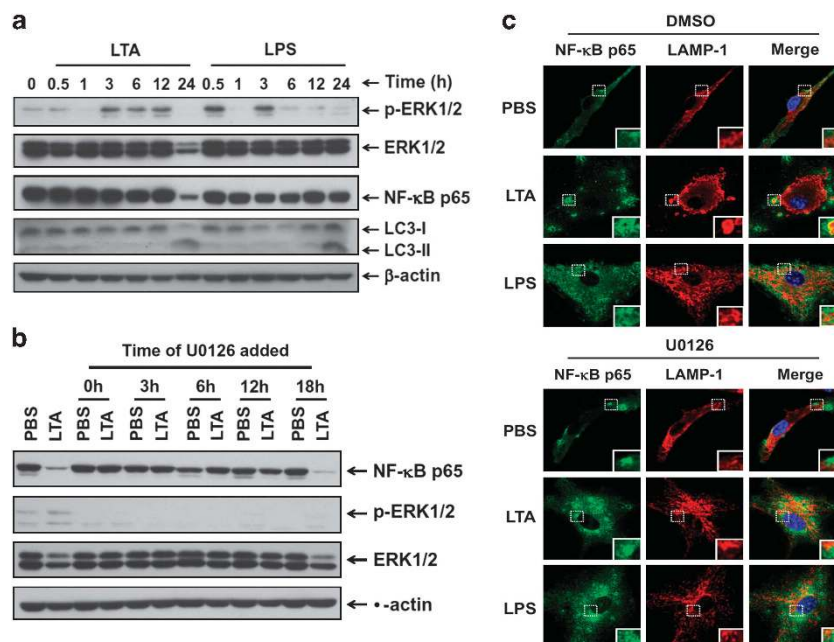 a
LTA LPS
0 0.5 1 3 6 12 24 0.5 1 3 6 12 24 ← Time (h)
← p-ERK1/2
← ERK1/2
← NF-κB p65
← LC3-I
← LC3-II
← β-actin
b
Time of U0126 added
0h 3h 6h 12h 18h
PBS LTA PBS LTA PBS LTA PBS LTA PBS LTA PBS LTA
← NF-κB p65
← p-ERK1/2
← ERK1/2
← •-actin
c
DMSO
NF-κB p65 LAMP-1 Merge
PBS
LTA
LPS
U0126
NF-κB p65 LAMP-1 Merge
PBS
LTA
LPS